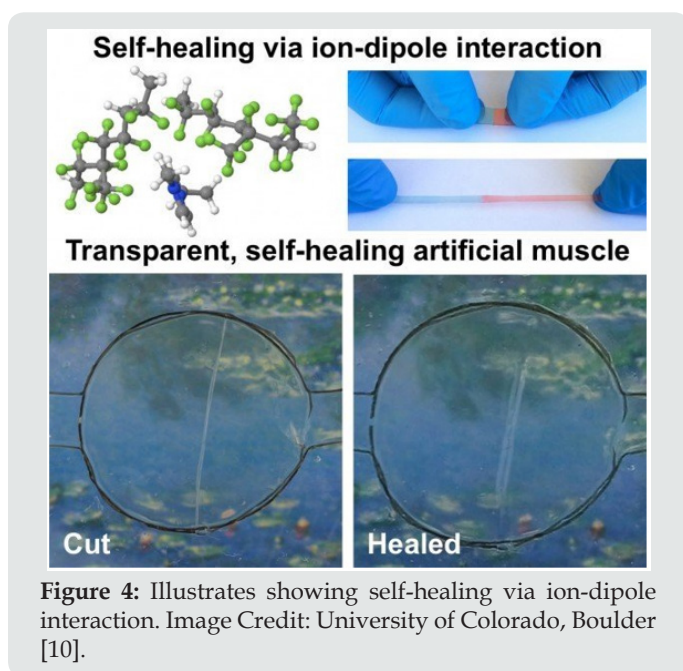 Self-healing via ion-dipole interaction
Transparent, self-healing artificial muscle
Cut
Healed
Figure 4: Illustrates showing self-healing via ion-dipole
interaction. Image Credit: University of Colorado, Boulder
[10].